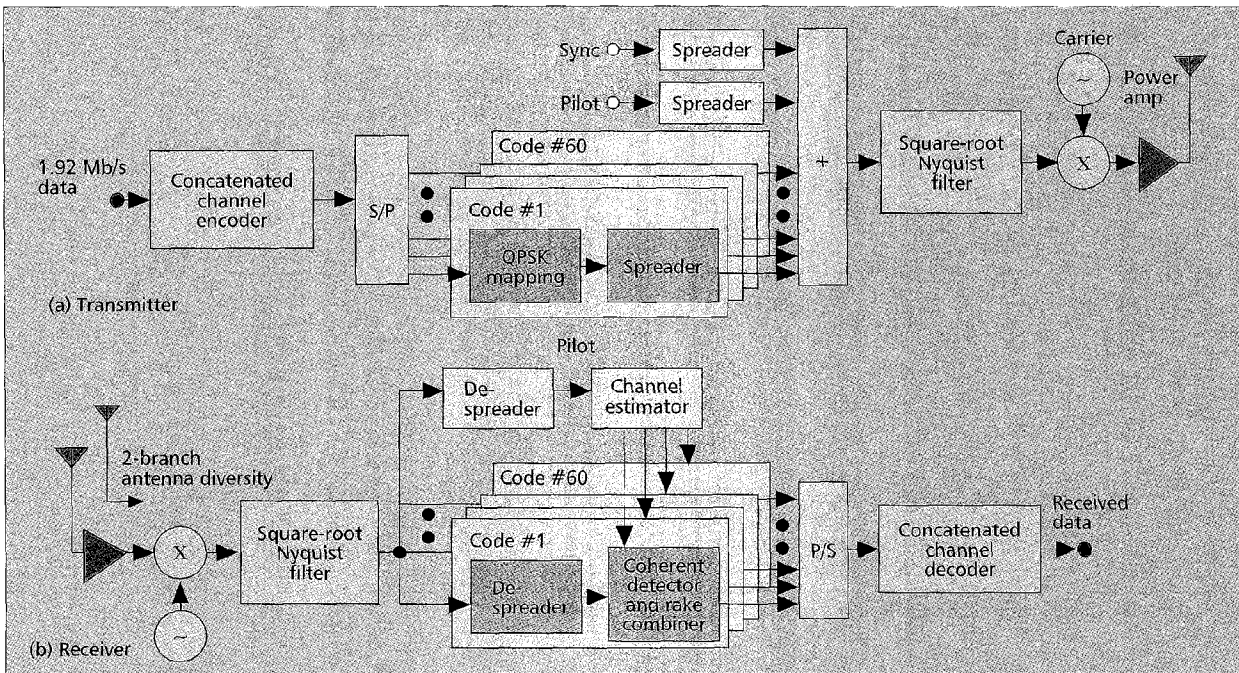 Sync
Spreader
Pilot
Spreader
Carrier
~
Power
amp
1.92 Mb/s
data
Concatenated
channel
encoder
S/P
Code #60
Code #1
QPSK
mapping
Spreader
+
Square-root
Nyquist
filter
X
(a) Transmitter
Pilot
De-
spreader
Channel
estimator
2-branch
antenna diversity
X
~
Square-root
Nyquist
filter
Code #60
Code #1
De-
spreader
Coherent
detector
and rake
combiner
P/S
Concatenated
channel
decoder
Received
data
(b) Receiver